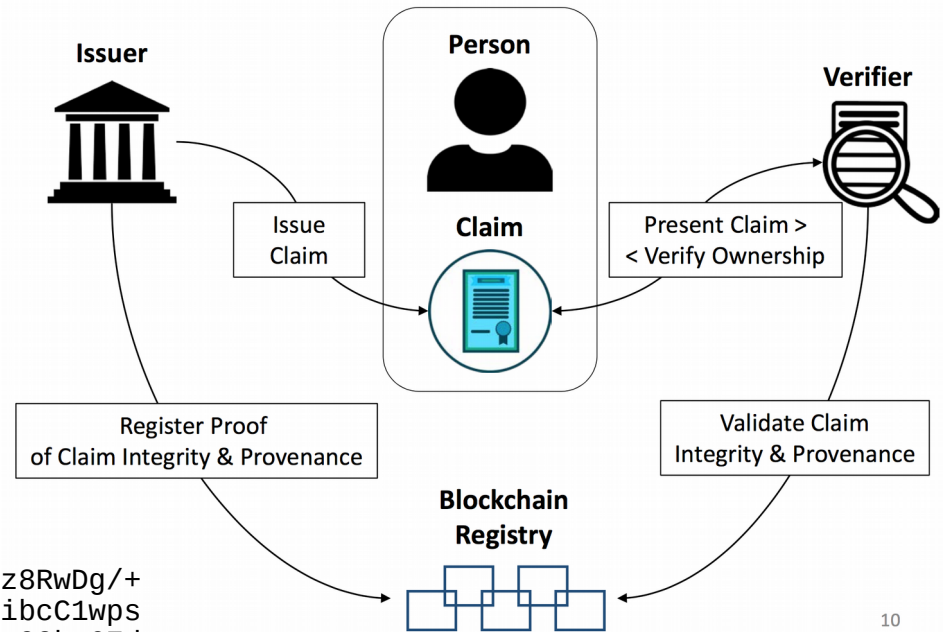 Issuer
Person
Verifier
Issue
Claim
Claim
Present Claim >
< Verify Ownership
Register Proof
of Claim Integrity & Provenance
Validate Claim
Integrity & Provenance
Blockchain
Registry
z8RwDg/+
ibcC1wps
10